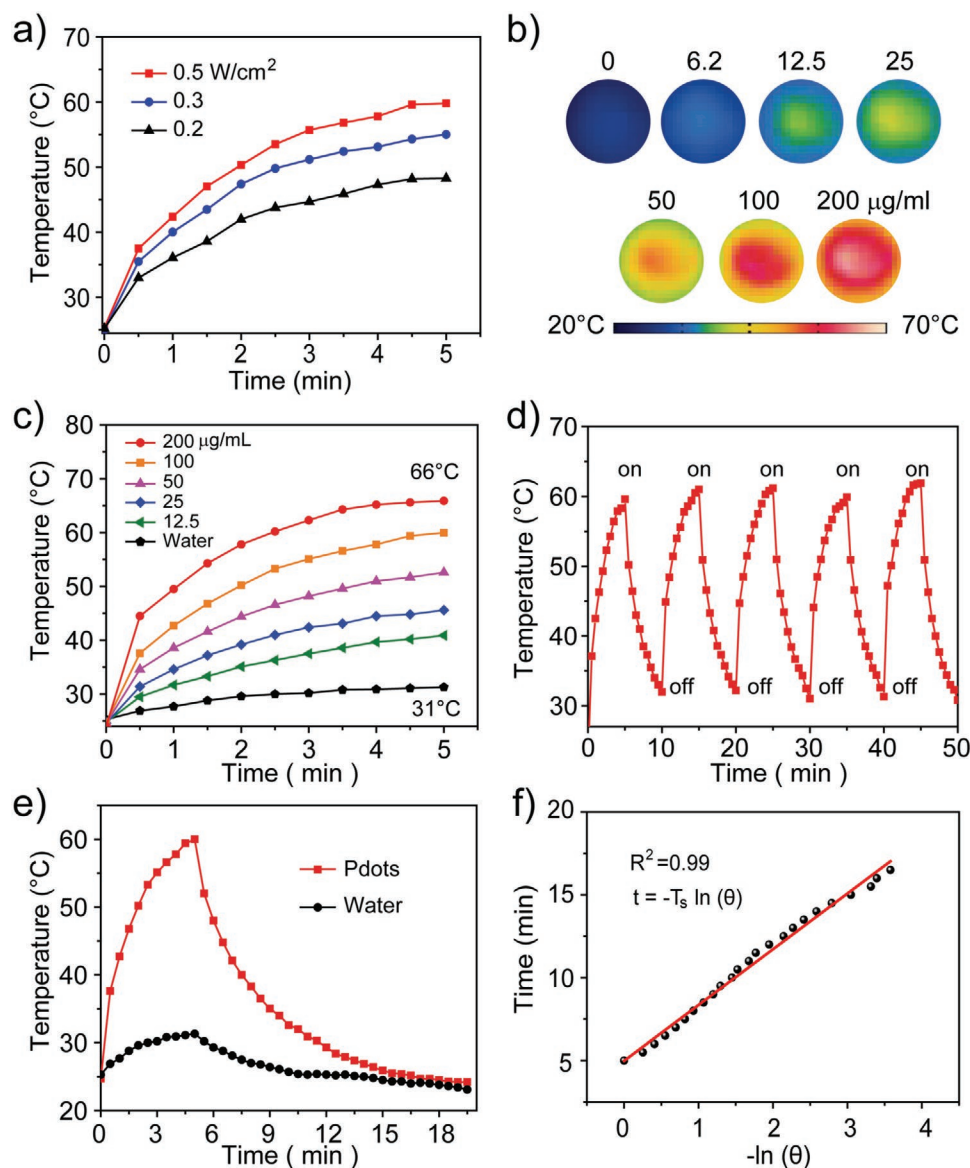 a)
70
60
50
40
30
Temperature (°C)
0.5 W/cm²
0.3
0.2
0 1 2 3 4 5
Time (min)
b)
0 6.2 12.5 25
50 100 200 μg/ml
20°C 70°C
c)
80
70
60
50
40
30
Temperature (°C)
200 μg/mL
100
50
25
12.5
Water
66°C
31°C
0 1 2 3 4 5
Time ( min )
d)
70
60
50
40
30
Temperature (°C)
on on on on on
off off off off
0 10 20 30 40 50
Time ( min )
e)
60
50
40
30
20
Temperature (°C)
Pdots
Water
0 3 6 9 12 15 18
Time ( min )
f)
20
15
10
5
Time (min)
R² =0.99
t = -Tₛ ln (θ)
0 1 2 3 4
-ln (θ)